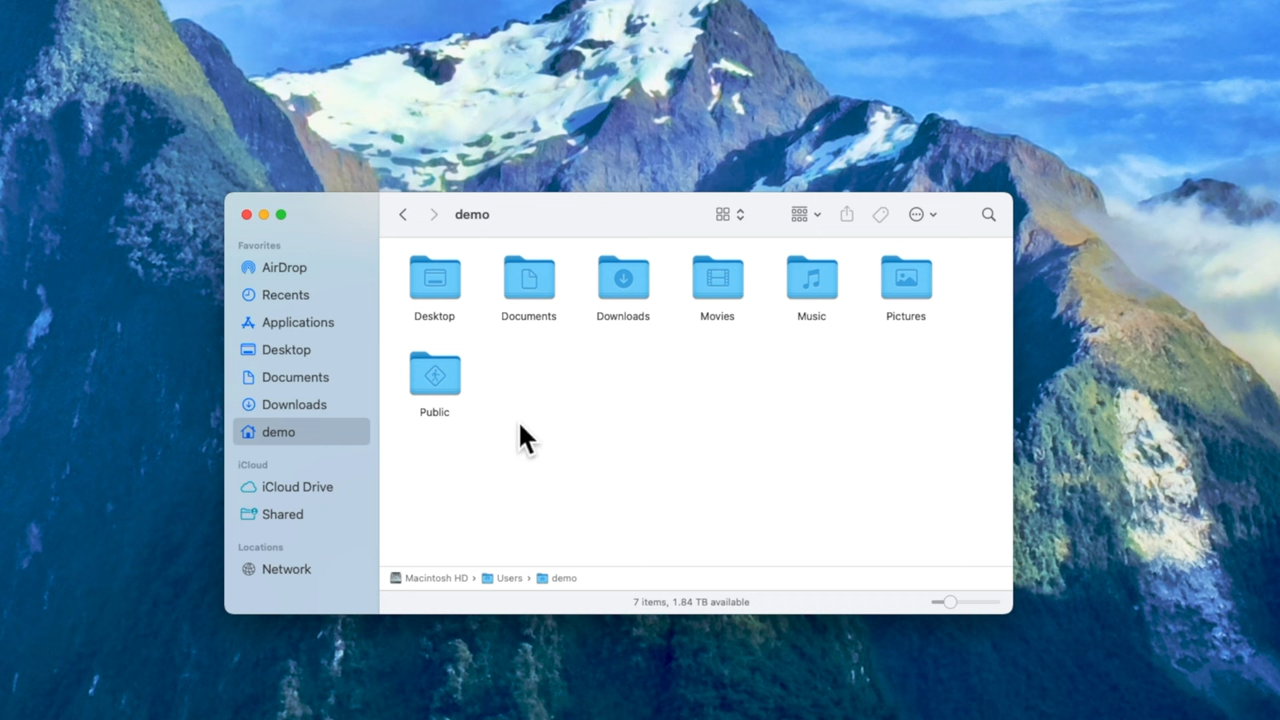 demo
Favorites
AirDrop
Recents
Applications
Desktop
Documents
Downloads
demo
iCloud
iCloud Drive
Shared
Locations
Network
Desktop Documents Downloads Movies Music Pictures
Public
Macintosh HD › Users › demo
7 items, 1.84 TB available